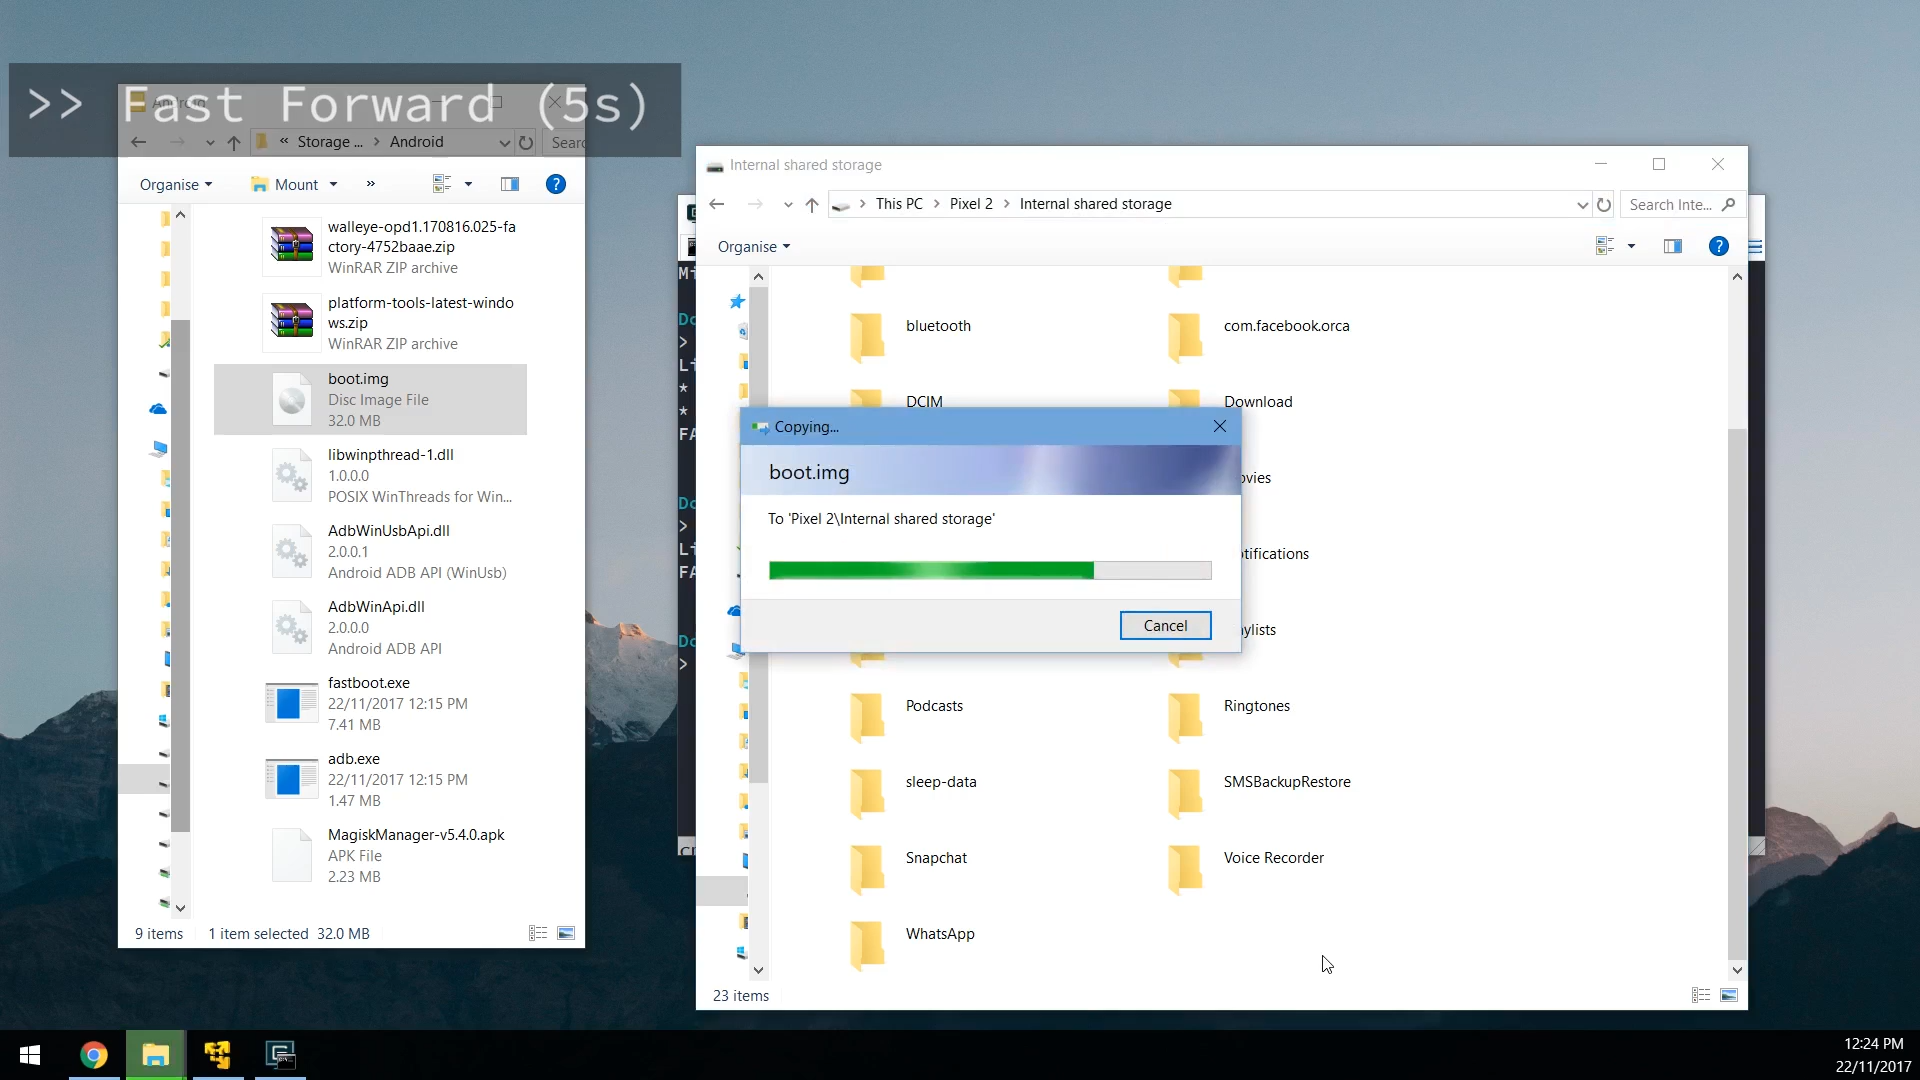 >> Fast Forward (5s)
« Storage ... > Android
Organise
Mount
»
?
walleye-opd1.170816.025-fa
ctory-4752baae.zip
WinRAR ZIP archive
platform-tools-latest-windo
ws.zip
WinRAR ZIP archive
boot.img
Disc Image File
32.0 MB
libwinpthread-1.dll
1.0.0.0
POSIX WinThreads for Win...
AdbWinUsbApi.dll
2.0.0.1
Android ADB API (WinUsb)
AdbWinApi.dll
2.0.0.0
Android ADB API
fastboot.exe
22/11/2017 12:15 PM
7.41 MB
adb.exe
22/11/2017 12:15 PM
1.47 MB
MagiskManager-v5.4.0.apk
APK File
2.23 MB
9 items 1 item selected 32.0 MB
Internal shared storage
> This PC > Pixel 2 > Internal shared storage
Search Inte...
Organise
?
bluetooth
com.facebook.orca
DCIM
Download
Copying...
boot.img
To 'Pixel 2\Internal shared storage'
Cancel
Podcasts
Ringtones
sleep-data
SMSBackupRestore
Snapchat
Voice Recorder
WhatsApp
23 items
12:24 PM
22/11/2017